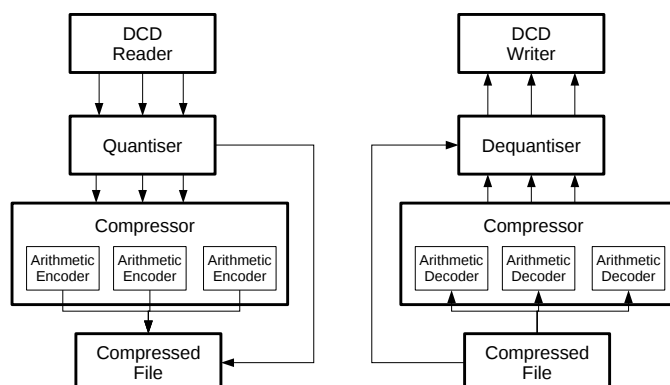 DCD
Reader
Quantiser
Compressor
Arithmetic
Encoder
Arithmetic
Encoder
Arithmetic
Encoder
Compressed
File
DCD
Writer
Dequantiser
Compressor
Arithmetic
Decoder
Arithmetic
Decoder
Arithmetic
Decoder
Compressed
File